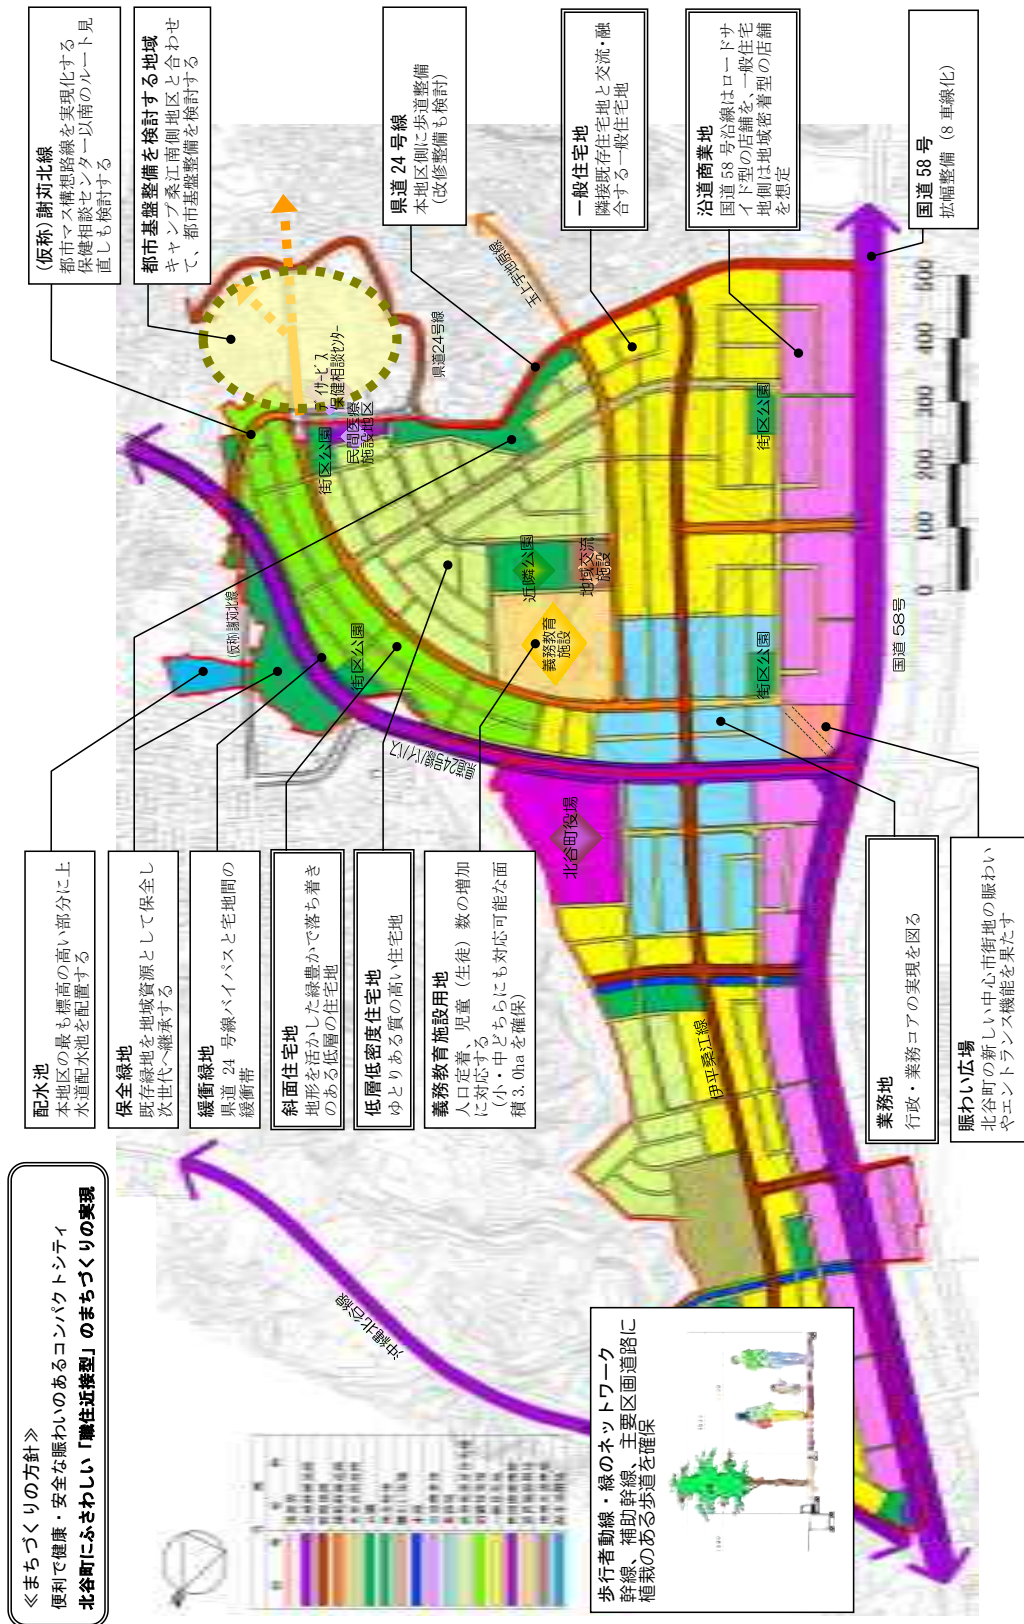 ≪まちづくりの方針≫
便利で健康・安全な賑わいのあるコンパクトシティ
北谷町にふさわしい「職住近接型」のまちづくりの実現
配水池
本地区の最も標高の高い部分に上
水道配水池を配置する
保全緑地
既存緑地を地域資源として保全し
次世代へ継承する
緩衝緑地
県道 24 号線バイパスと宅地間の
緩衝帯
斜面住宅地
地形を活かした緑豊かで落ち着き
のある低層の住宅地
低層低密度住宅地
ゆとりある質の高い住宅地
義務教育施設用地
人口定着、児童（生徒）数の増加
に対応する
（小・中どちらにも対応可能な面
積 3.0ha を確保）
(仮称)謝苅北線
都市マス構想路線を実現化する
保健相談センター以南のルート見
直しも検討する
都市基盤整備を検討する地域
キャンプ桑江南側地区と合わせ
て、都市基盤整備を検討する
県道 24 号線
本地区側に歩道整備
(改修整備も検討)
一般住宅地
隣接既存住宅地と交流・融
合する一般住宅地
沿道商業地
国道 58 号沿線はロードサ
イド型の店舗を、一般住宅
地側は地域密着型の店舗
を想定
国道 58 号
拡幅整備（8 車線化）
業務地
行政・業務コアの実現を図る
賑わい広場
北谷町の新しい中心市街地の賑わい
やエントランス機能を果たす
歩行者動線・緑のネットワーク
幹線、補助幹線、主要区画道路に
植栽のある歩道を確保
沖縄北谷線
(仮称)謝苅北線
県道24号線バイパス
県道24号線
デイサービス
保健相談センター
民間医療
施設地区
街区公園
街区公園
近隣公園
地域交流
施設
義務教育
施設
街区公園
街区公園
北谷町役場
伊平桑江線
国道 58号
0 100 200 300 400 500